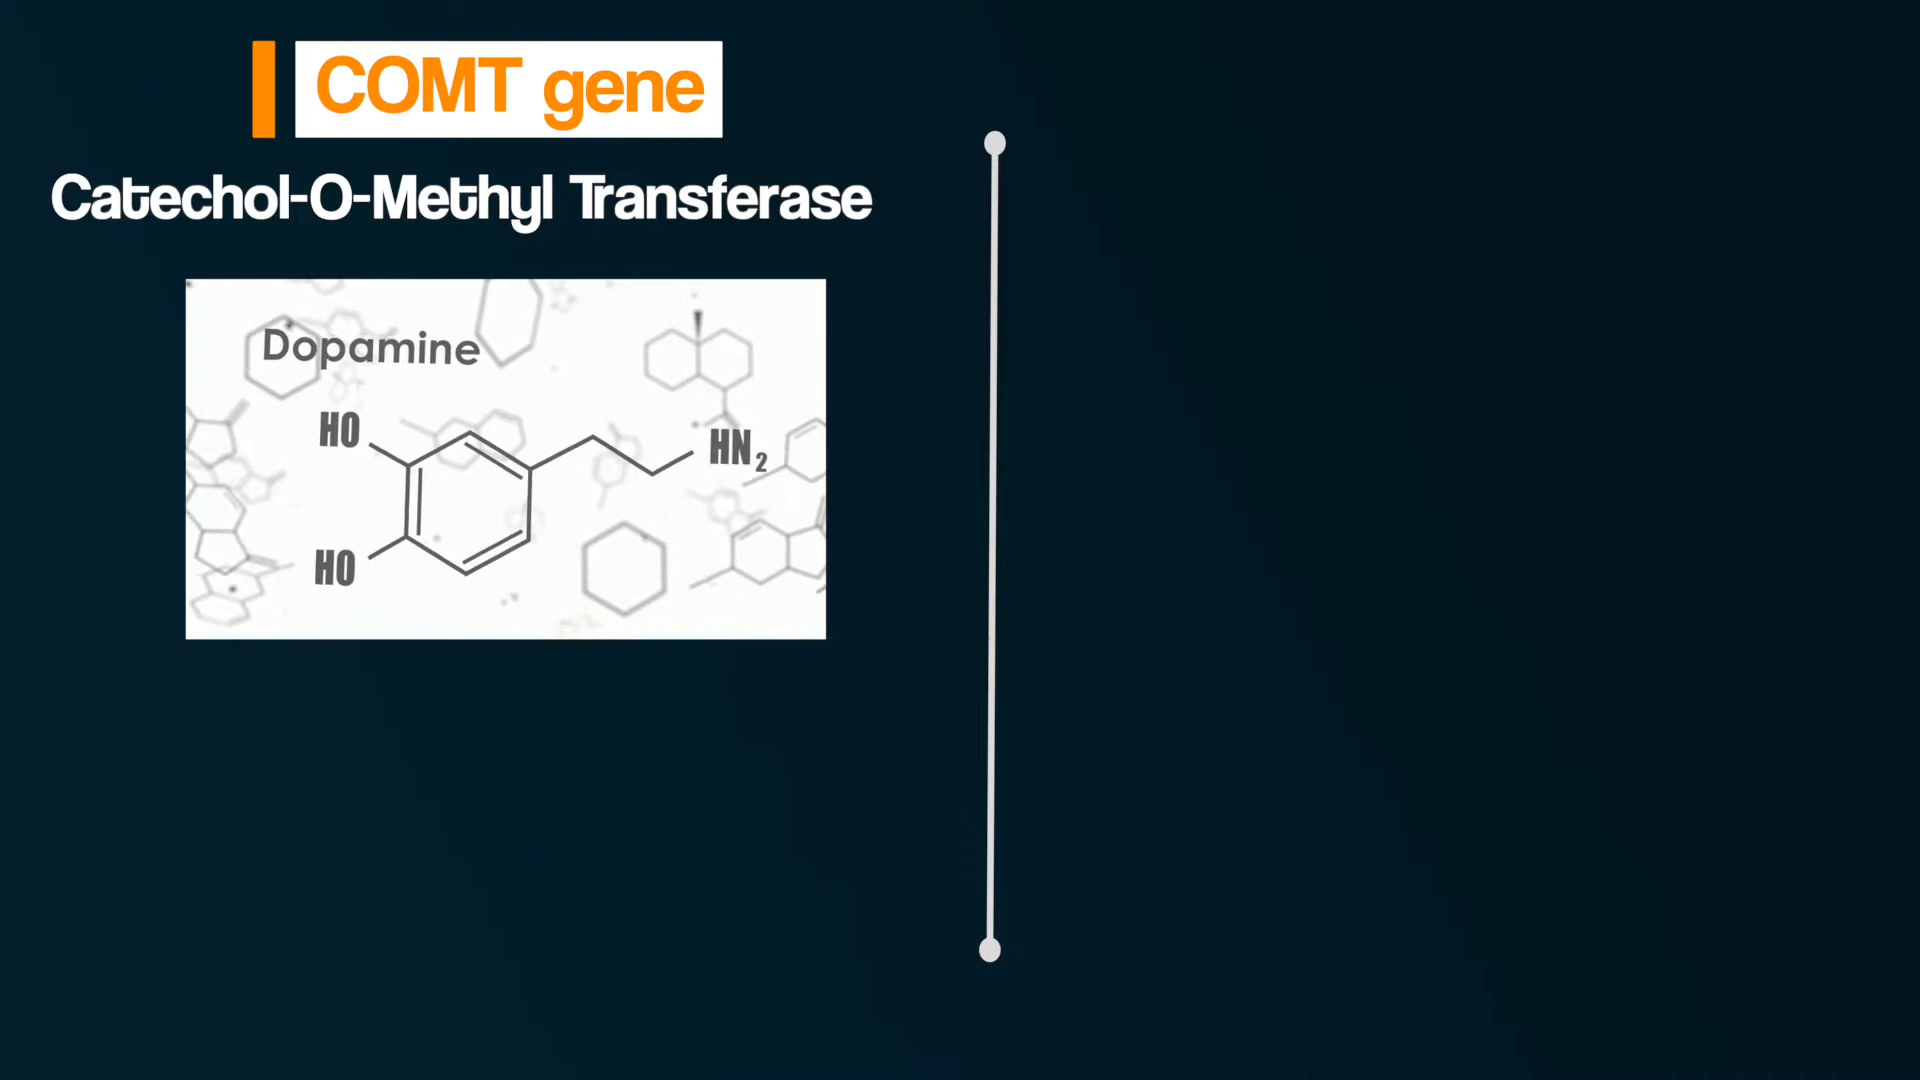 COMT gene
Catechol-O-Methyl Transferase
Dopamine
HO
HN2
HO